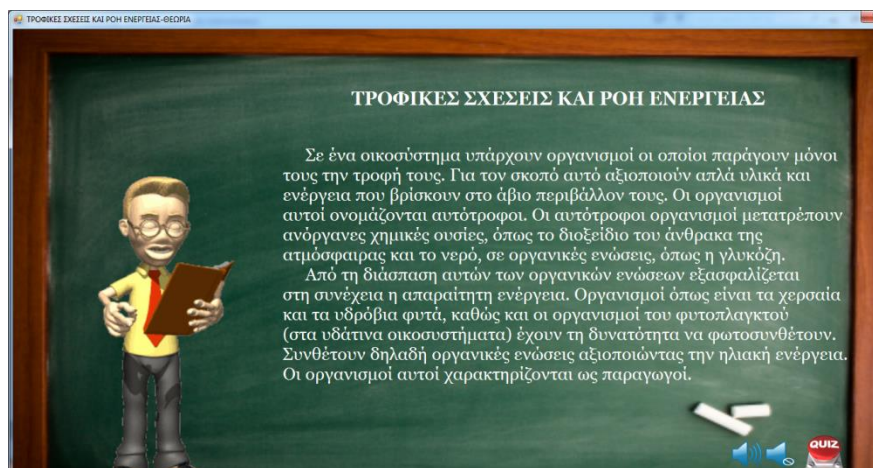 ΤΡΟΦΙΚΕΣ ΣΧΕΣΕΙΣ ΚΑΙ ΡΟΗ ΕΝΕΡΓΕΙΑΣ-ΘΕΩΡΙΑ
ΤΡΟΦΙΚΕΣ ΣΧΕΣΕΙΣ ΚΑΙ ΡΟΗ ΕΝΕΡΓΕΙΑΣ
Σε ένα οικοσύστημα υπάρχουν οργανισμοί οι οποίοι παράγουν μόνοι
τους την τροφή τους. Για τον σκοπό αυτό αξιοποιούν απλά υλικά και
ενέργεια που βρίσκουν στο άβιο περιβάλλον τους. Οι οργανισμοί
αυτοί ονομάζονται αυτότροφοι. Οι αυτότροφοι οργανισμοί μετατρέπουν
ανόργανες χημικές ουσίες, όπως το διοξείδιο του άνθρακα της
ατμόσφαιρας και το νερό, σε οργανικές ενώσεις, όπως η γλυκόζη.
Από τη διάσπαση αυτών των οργανικών ενώσεων εξασφαλίζεται
στη συνέχεια η απαραίτητη ενέργεια. Οργανισμοί όπως είναι τα χερσαία
και τα υδρόβια φυτά, καθώς και οι οργανισμοί του φυτοπλαγκτού
(στα υδάτινα οικοσυστήματα) έχουν τη δυνατότητα να φωτοσυνθέτουν.
Συνθέτουν δηλαδή οργανικές ενώσεις αξιοποιώντας την ηλιακή ενέργεια.
Οι οργανισμοί αυτοί χαρακτηρίζονται ως παραγωγοί.
QUIZ